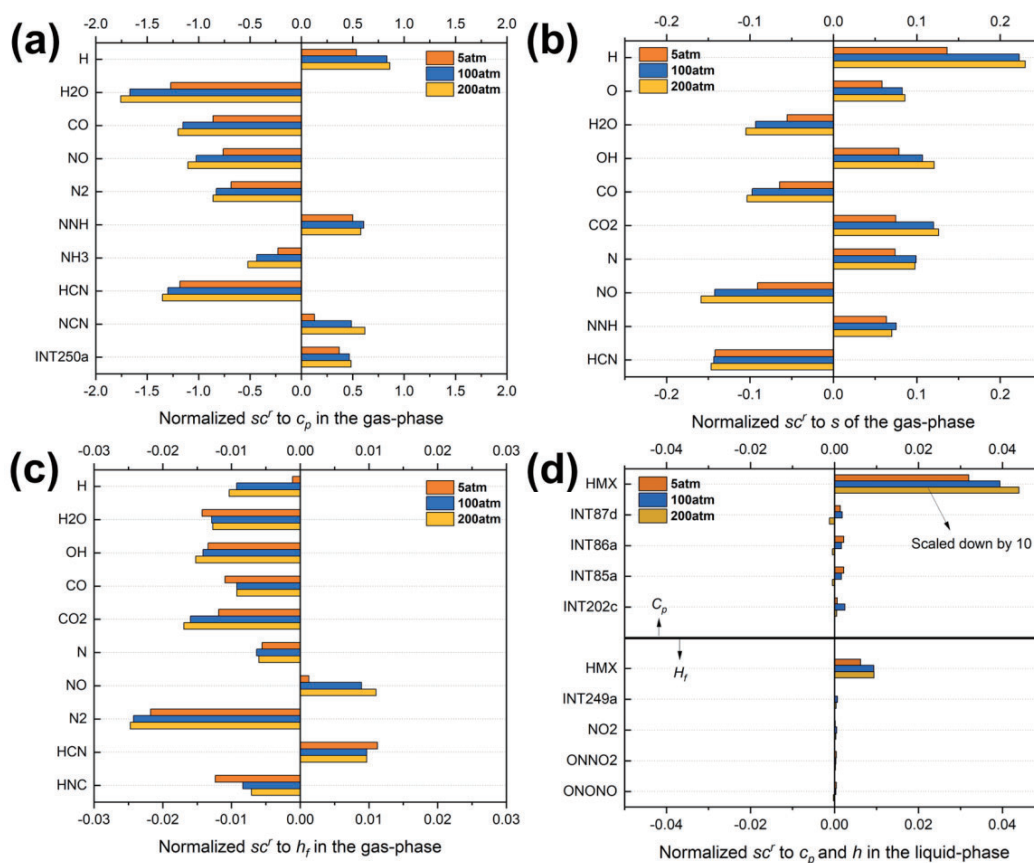 (a)
-2.0 -1.5 -1.0 -0.5 0.0 0.5 1.0 1.5 2.0
5atm
100atm
200atm
H
H2O
CO
NO
N2
NNH
NH3
HCN
NCN
INT250a
-2.0 -1.5 -1.0 -0.5 0.0 0.5 1.0 1.5 2.0
Normalized scʳ to cₚ in the gas-phase
(b)
-0.2 -0.1 0.0 0.1 0.2
5atm
100atm
200atm
H
O
H2O
OH
CO
CO2
N
NO
NNH
HCN
-0.2 -0.1 0.0 0.1 0.2
Normalized scʳ to s of the gas-phase
(c)
-0.03 -0.02 -0.01 0.00 0.01 0.02 0.03
5atm
100atm
200atm
H
H2O
OH
CO
CO2
N
NO
N2
HCN
HNC
-0.03 -0.02 -0.01 0.00 0.01 0.02 0.03
Normalized scʳ to h_f in the gas-phase
(d)
-0.04 -0.02 0.00 0.02 0.04
5atm
100atm
200atm
HMX
INT87d
INT86a
INT85a
INT202c
Scaled down by 10
Cₚ
H_f
HMX
INT249a
NO2
ONNO2
ONONO
-0.04 -0.02 0.00 0.02 0.04
Normalized scʳ to cₚ and h in the liquid-phase